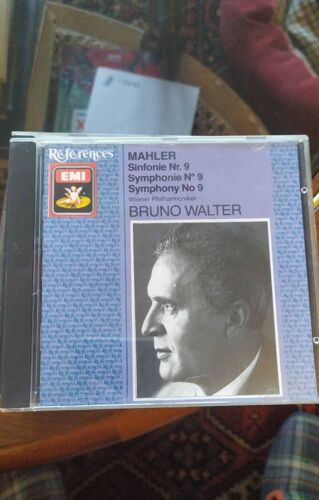 Références
EMI
MAHLER
Sinfonie Nr. 9
Symphonie N° 9
Symphony No 9
Wiener Philharmoniker
BRUNO WALTER